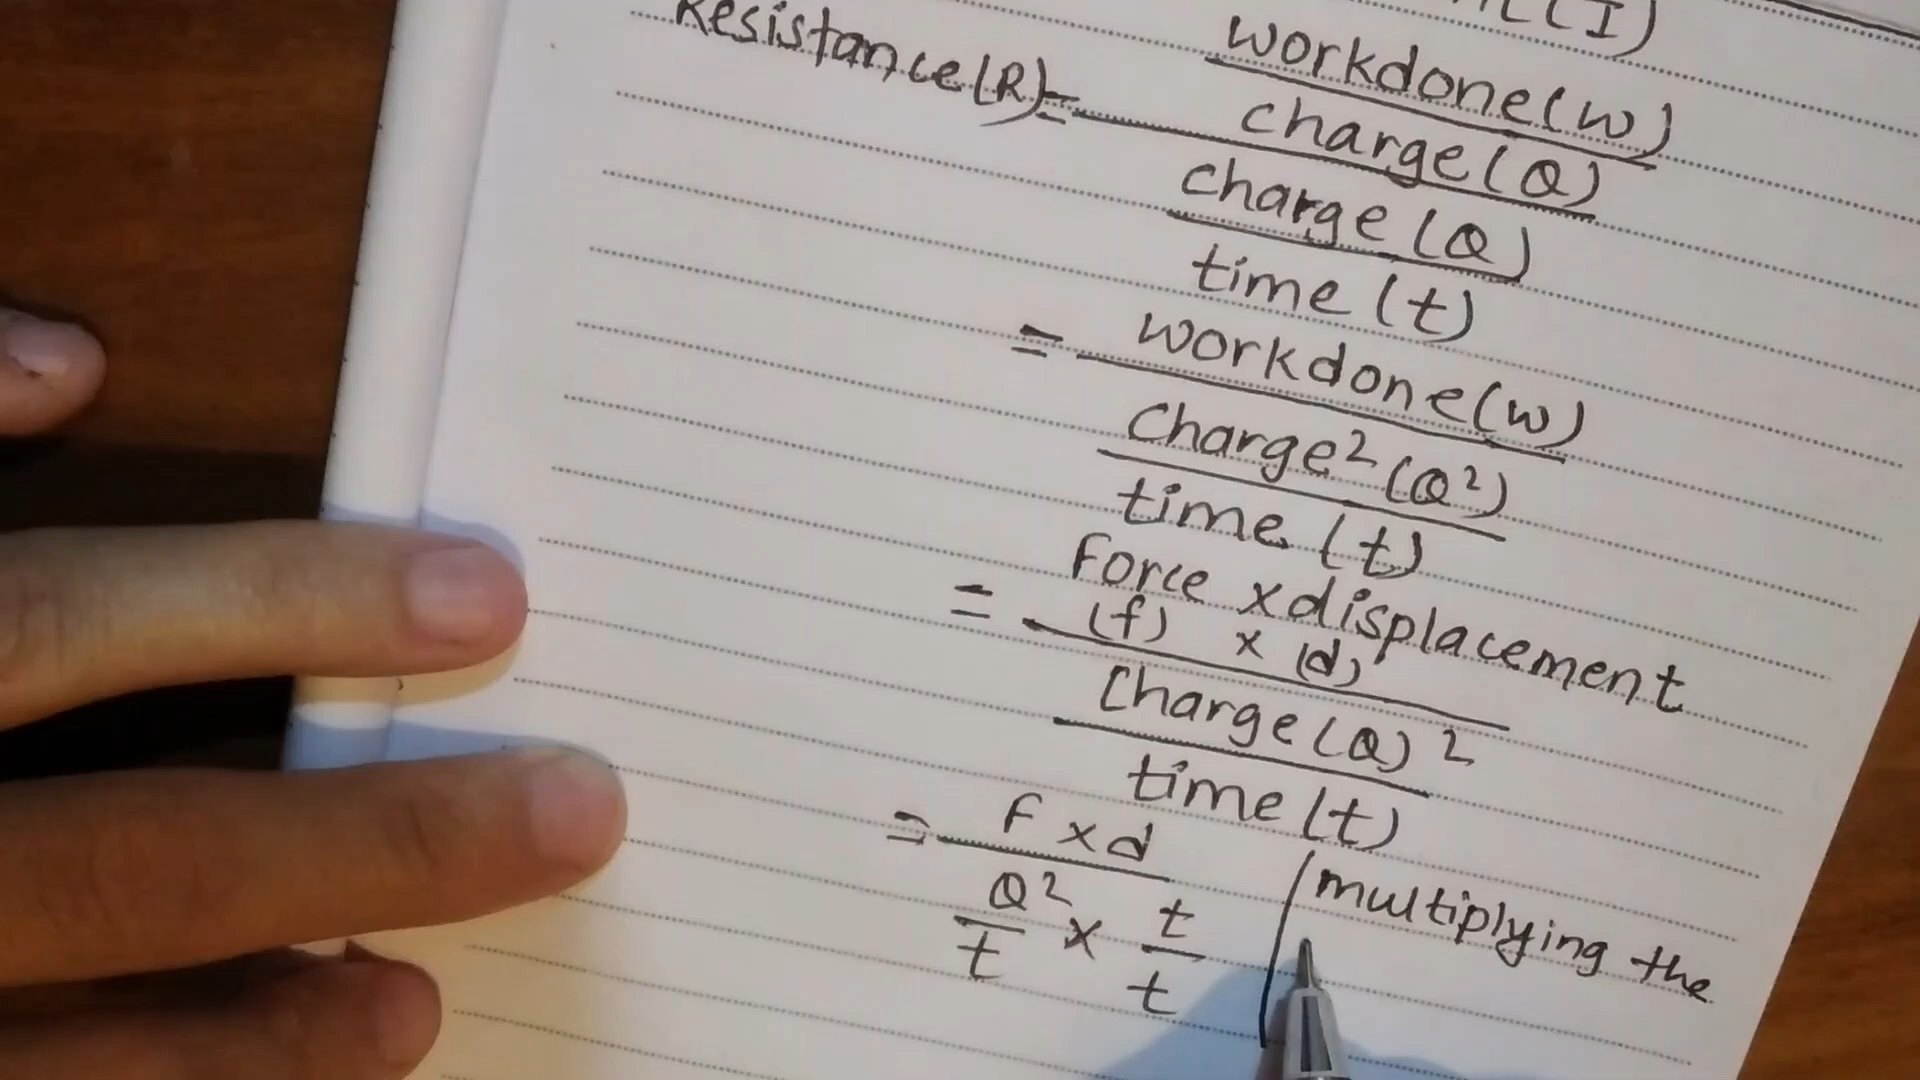 (I)
Resistance(R)= workdone(w)
charge(Q)
charge(Q)
time(t)
= workdone(w)
charge² (Q²)
time (t)
= Force x displacement
(f) x (d)
Charge(Q)²
time(t)
= F x d
Q² x t
t t
multiplying the